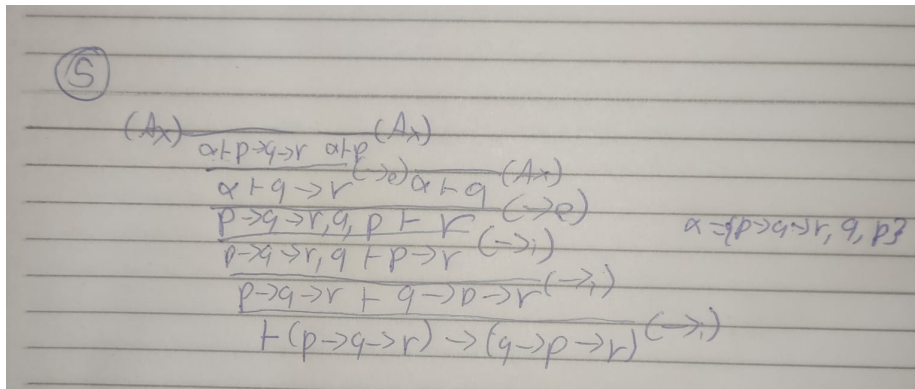 5
(Ax) (Ax)
α ⊢ p→q→r α ⊢ p
(→e) (Ax)
α ⊢ q→r α ⊢ q
(→e)
p→q→r, q, p ⊢ r α = {p→q→r, q, p}
(→i)
p→q→r, q ⊢ p→r
(→i)
p→q→r ⊢ q→p→r
(→i)
⊢ (p→q→r) → (q→p→r)